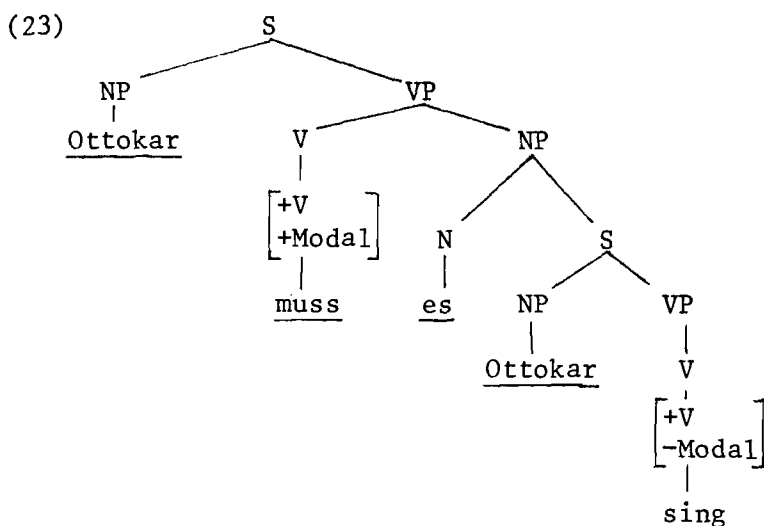 (23) S
NP VP
Ottokar V NP
+V
+Modal N S
muss es NP VP
Ottokar V
+V
-Modal
sing